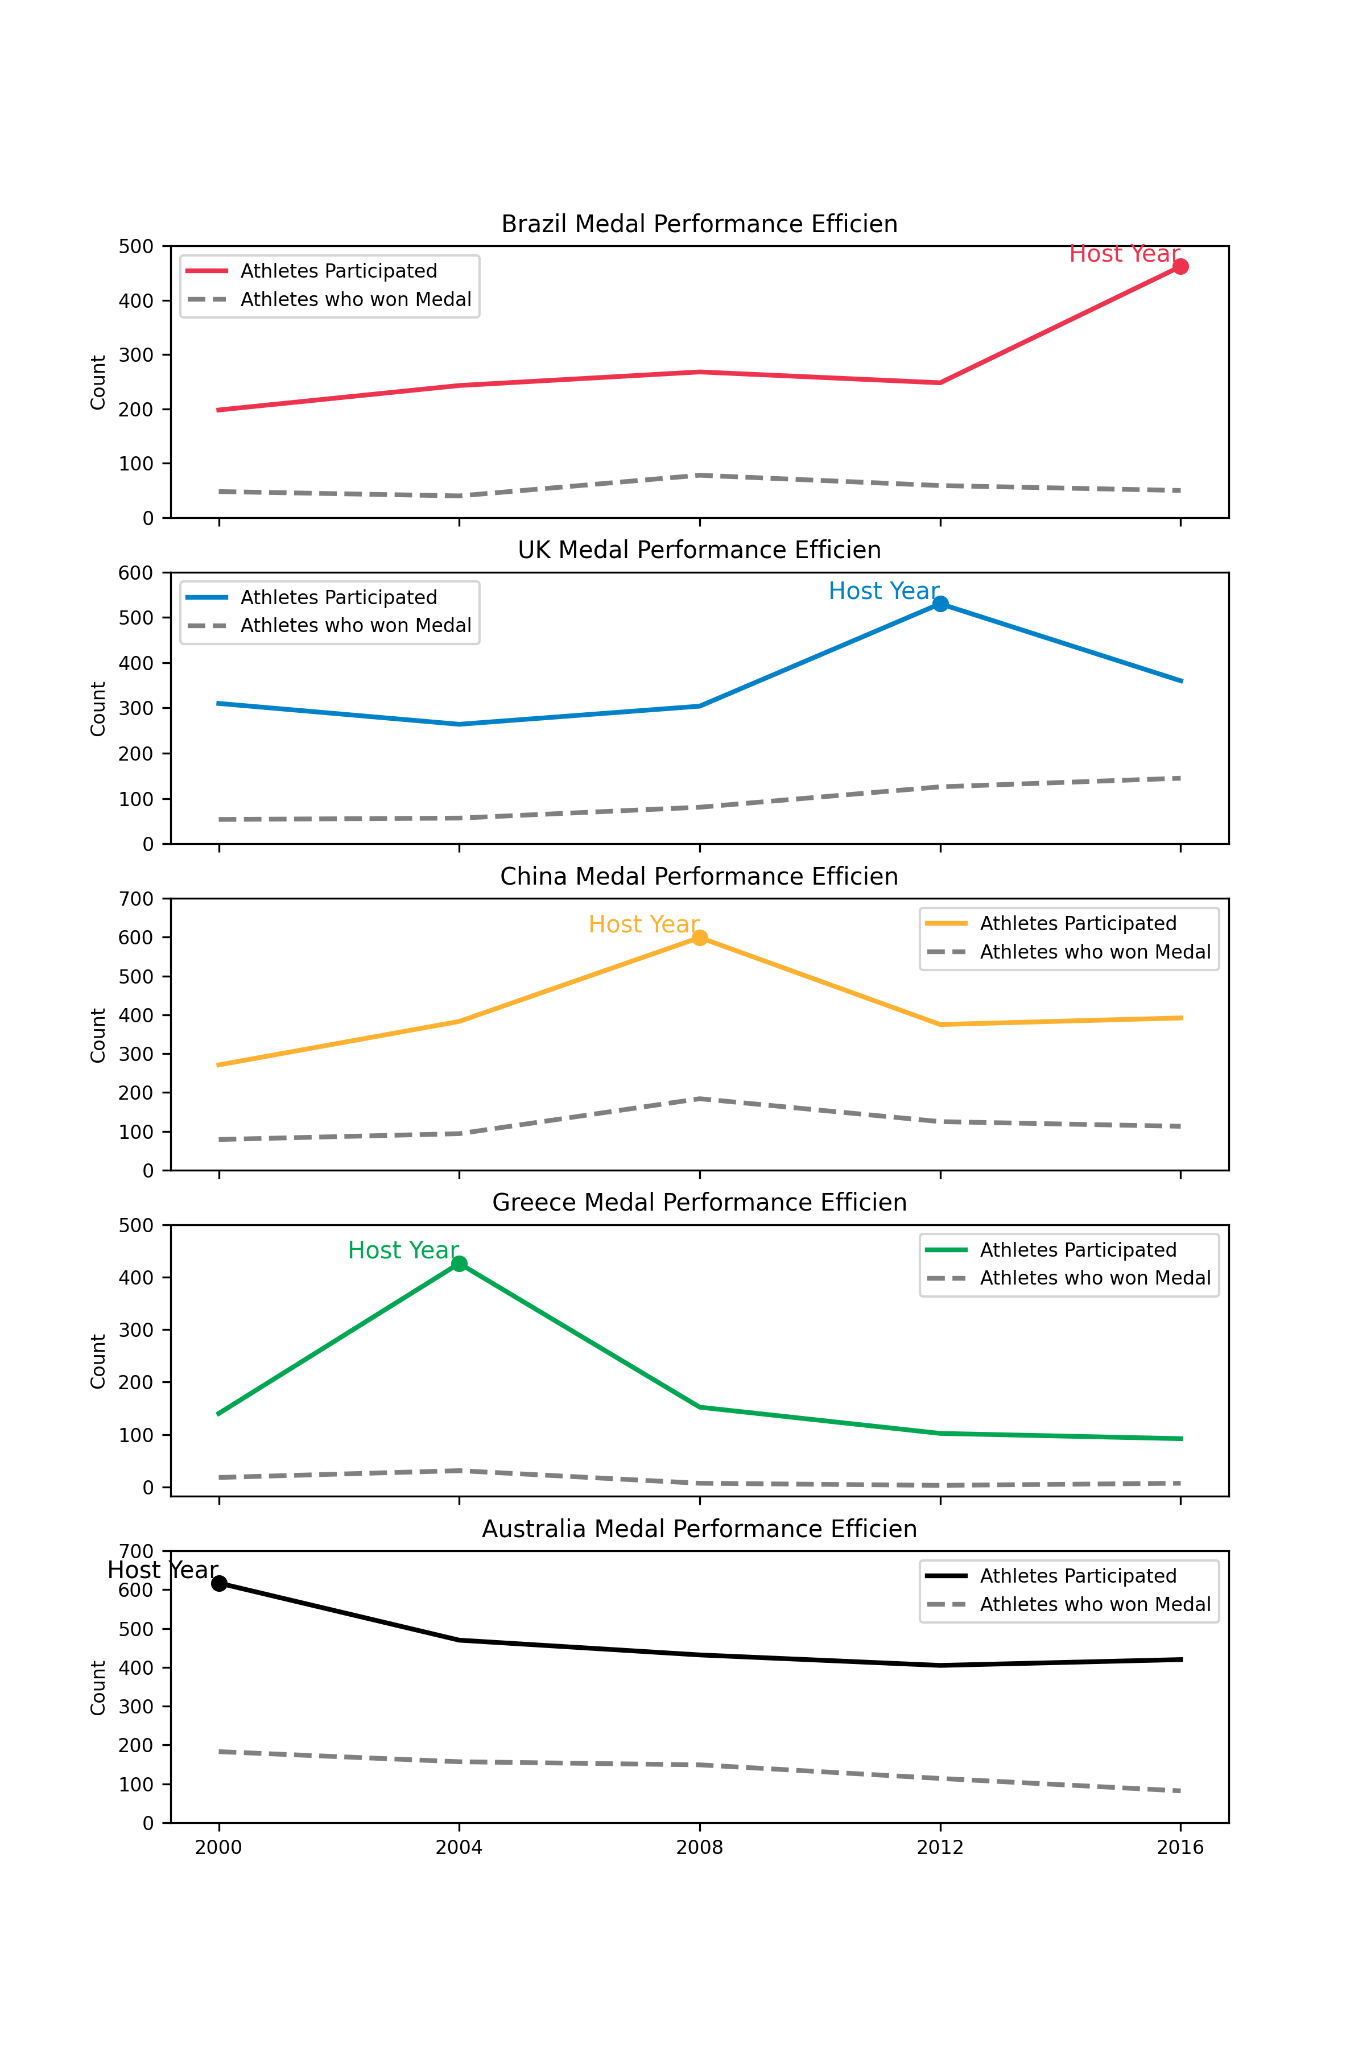 Brazil Medal Performance Efficien
500
400
300
200
100
0
Count
Athletes Participated
Athletes who won Medal
Host Year
UK Medal Performance Efficien
600
500
400
300
200
100
0
Count
Athletes Participated
Athletes who won Medal
Host Year
China Medal Performance Efficien
700
600
500
400
300
200
100
0
Count
Host Year
Athletes Participated
Athletes who won Medal
Greece Medal Performance Efficien
500
400
300
200
100
0
Count
Host Year
Athletes Participated
Athletes who won Medal
Australia Medal Performance Efficien
700
600
500
400
300
200
100
0
Count
Host Year
Athletes Participated
Athletes who won Medal
2000 2004 2008 2012 2016